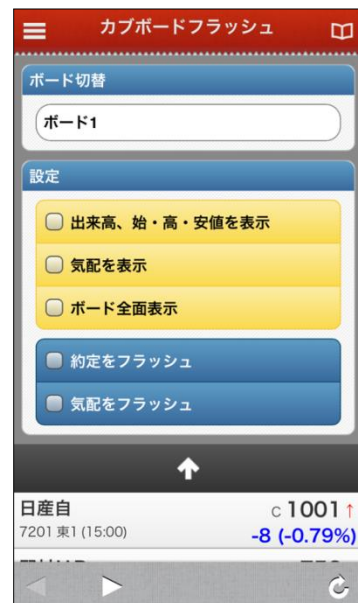 カブボードフラッシュ
ボード切替
ボード1
設定
出来高、始・高・安値を表示
気配を表示
ボード全面表示
約定をフラッシュ
気配をフラッシュ
日産自 C 1001 ↑
7201 東1 (15:00) -8 (-0.79%)